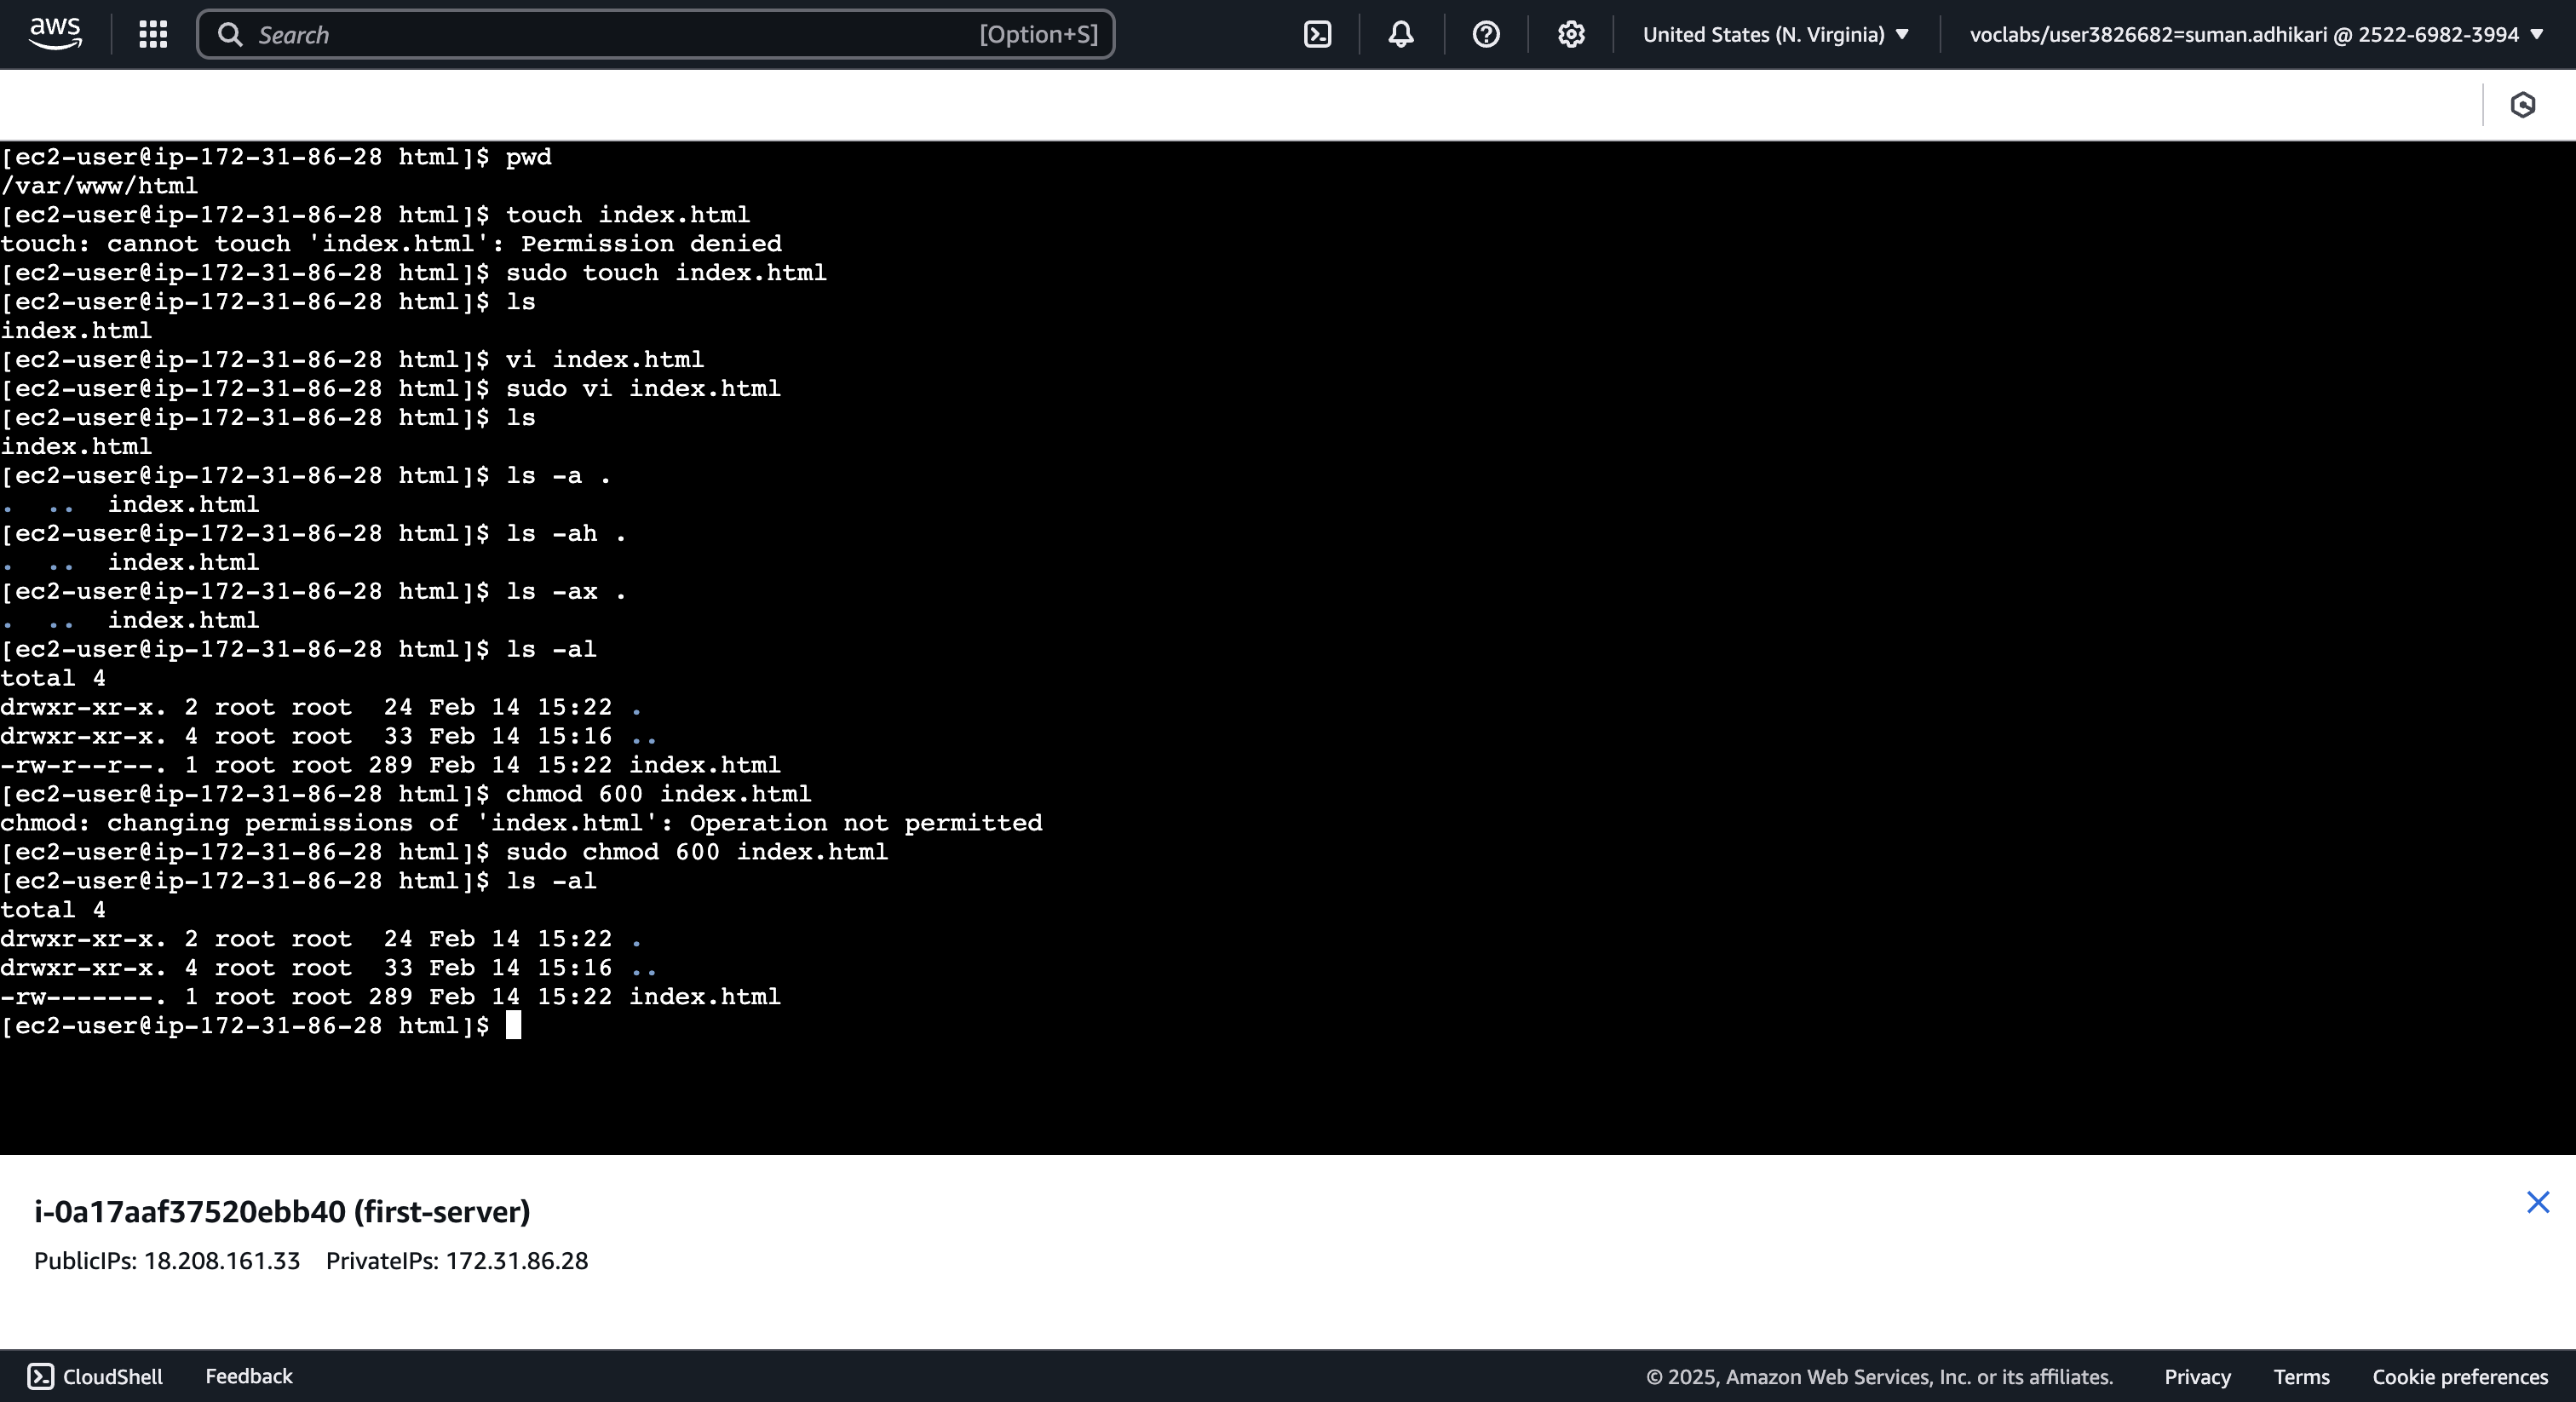 aws
Search [Option+S]
United States (N. Virginia)
voclabs/user3826682=suman.adhikari @ 2522-6982-3994
[ec2-user@ip-172-31-86-28 html]$ pwd
/var/www/html
[ec2-user@ip-172-31-86-28 html]$ touch index.html
touch: cannot touch 'index.html': Permission denied
[ec2-user@ip-172-31-86-28 html]$ sudo touch index.html
[ec2-user@ip-172-31-86-28 html]$ ls
index.html
[ec2-user@ip-172-31-86-28 html]$ vi index.html
[ec2-user@ip-172-31-86-28 html]$ sudo vi index.html
[ec2-user@ip-172-31-86-28 html]$ ls
index.html
[ec2-user@ip-172-31-86-28 html]$ ls -a .
.  ..  index.html
[ec2-user@ip-172-31-86-28 html]$ ls -ah .
.  ..  index.html
[ec2-user@ip-172-31-86-28 html]$ ls -ax .
.  ..  index.html
[ec2-user@ip-172-31-86-28 html]$ ls -al
total 4
drwxr-xr-x. 2 root root  24 Feb 14 15:22 .
drwxr-xr-x. 4 root root  33 Feb 14 15:16 ..
-rw-r--r--. 1 root root 289 Feb 14 15:22 index.html
[ec2-user@ip-172-31-86-28 html]$ chmod 600 index.html
chmod: changing permissions of 'index.html': Operation not permitted
[ec2-user@ip-172-31-86-28 html]$ sudo chmod 600 index.html
[ec2-user@ip-172-31-86-28 html]$ ls -al
total 4
drwxr-xr-x. 2 root root  24 Feb 14 15:22 .
drwxr-xr-x. 4 root root  33 Feb 14 15:16 ..
-rw-------. 1 root root 289 Feb 14 15:22 index.html
[ec2-user@ip-172-31-86-28 html]$
i-0a17aaf37520ebb40 (first-server)
PublicIPs: 18.208.161.33 PrivateIPs: 172.31.86.28
CloudShell Feedback © 2025, Amazon Web Services, Inc. or its affiliates. Privacy Terms Cookie preferences